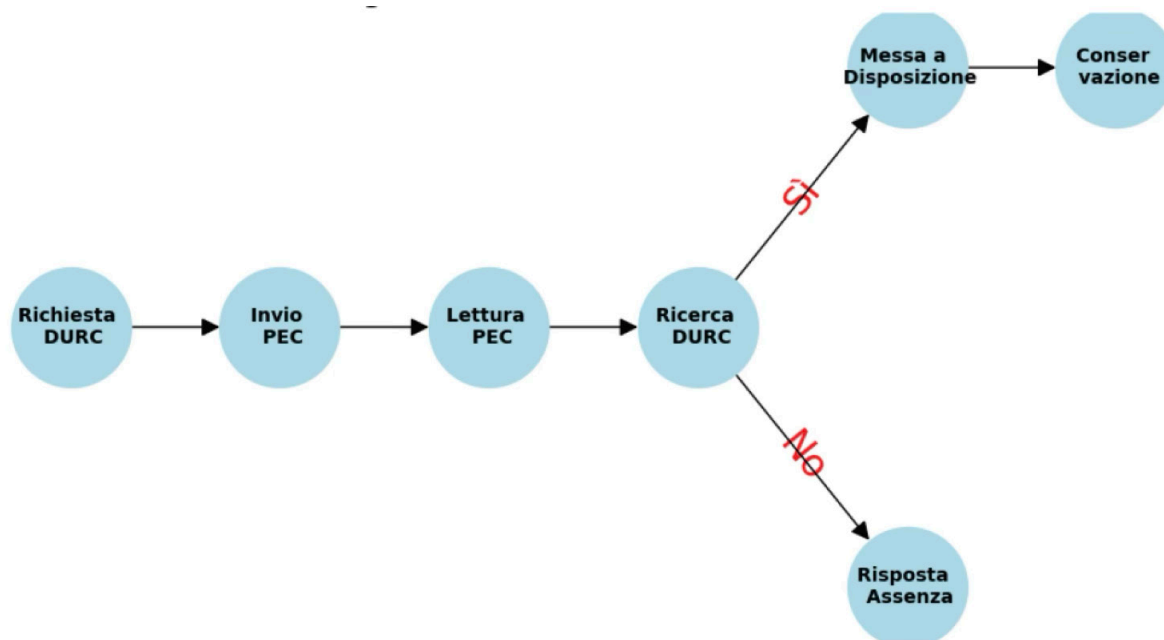 Messa a
Disposizione
Conser
vazione
Sì
Richiesta
DURC
Invio
PEC
Lettura
PEC
Ricerca
DURC
No
Risposta
Assenza